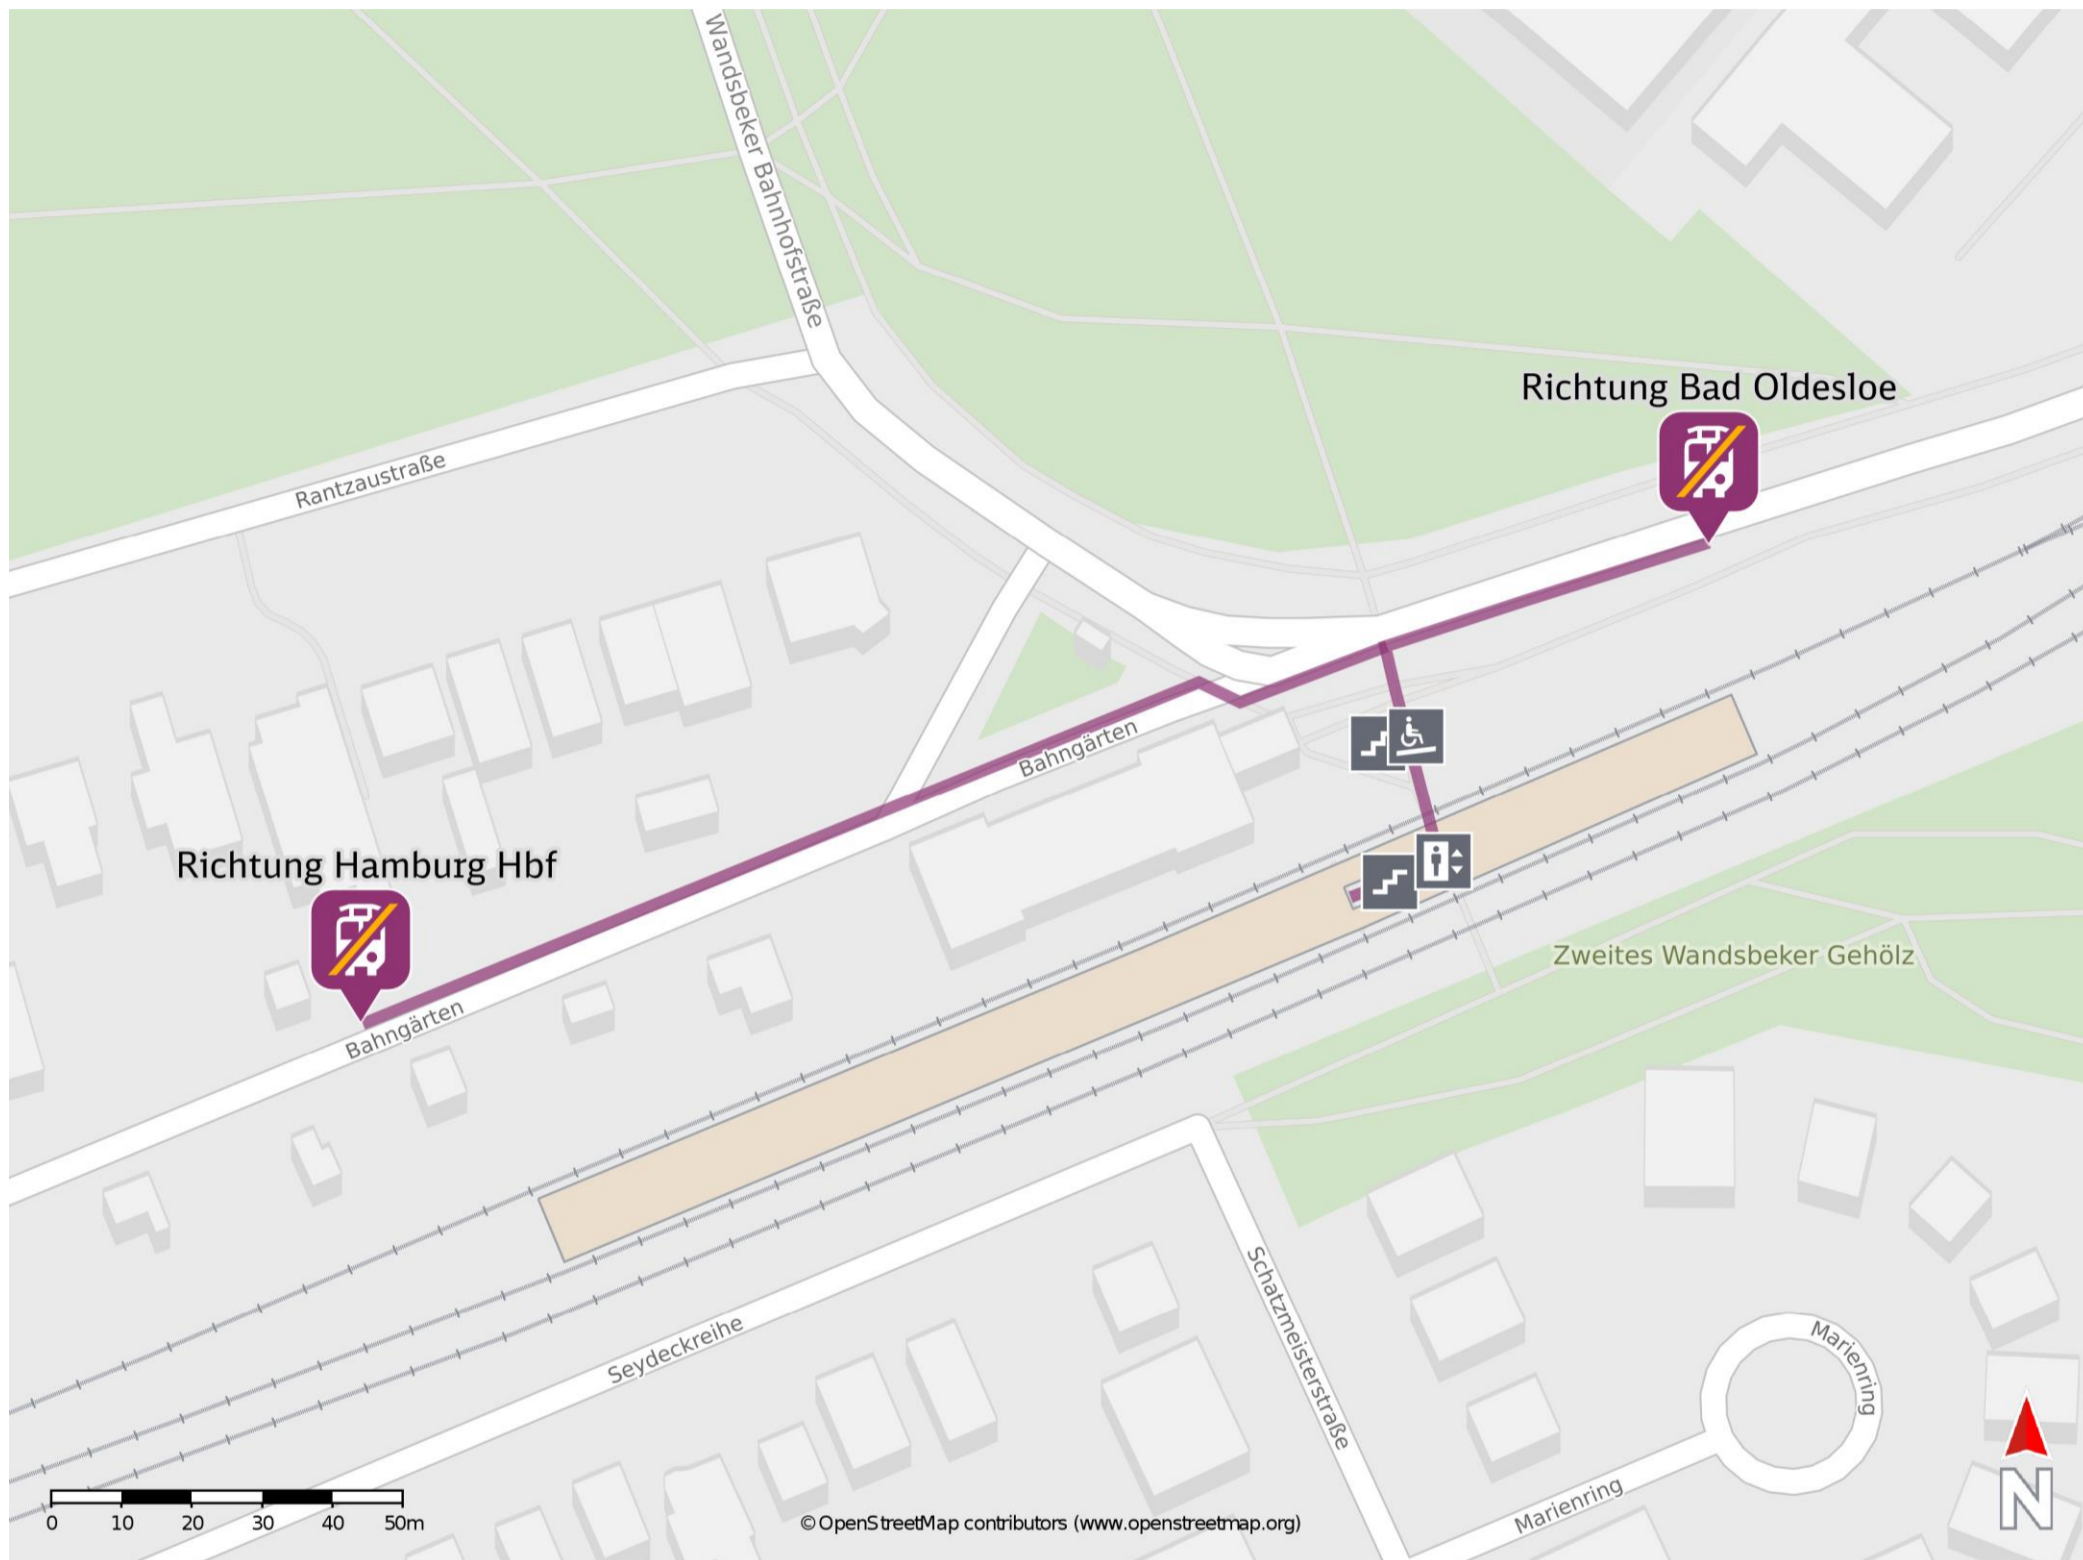 Wandsbeker Bahnhofstraße
Richtung Bad Oldesloe
Rantzaustraße
Bahngärten
Richtung Hamburg Hbf
Zweites Wandsbeker Gehölz
Bahngärten
Seydeckreihe
Schatzmeisterstraße
Marienring
Marienring
N
0 10 20 30 40 50m
© OpenStreetMap contributors (www.openstreetmap.org)